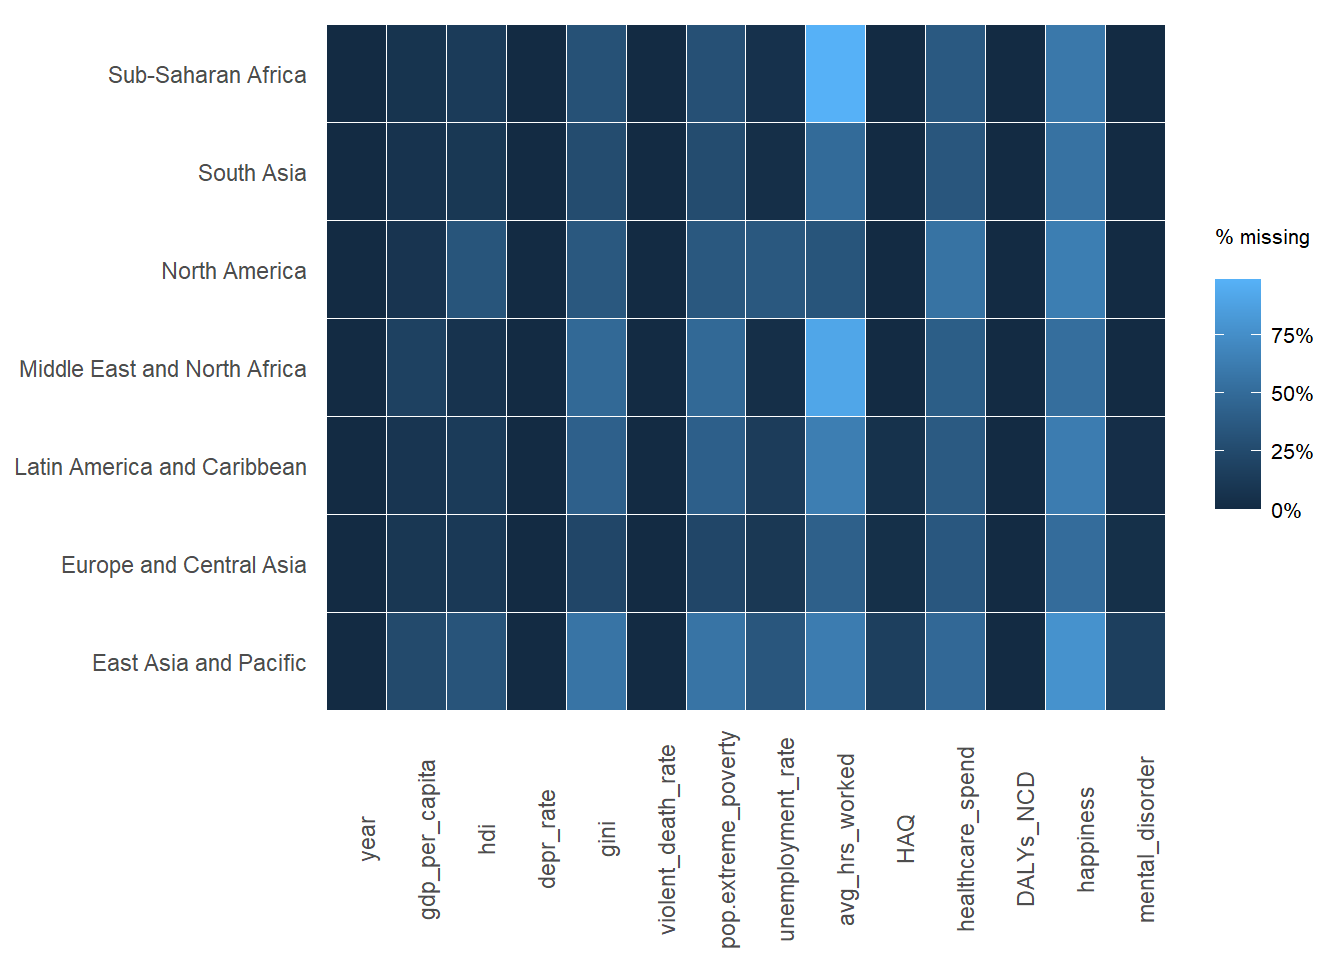 Sub-Saharan Africa
South Asia
North America
Middle East and North Africa
Latin America and Caribbean
Europe and Central Asia
East Asia and Pacific
year
gdp_per_capita
hdi
depr_rate
gini
violent_death_rate
pop.extreme_poverty
unemployment_rate
avg_hrs_worked
HAQ
healthcare_spend
DALYs_NCD
happiness
mental_disorder
% missing
75%
50%
25%
0%